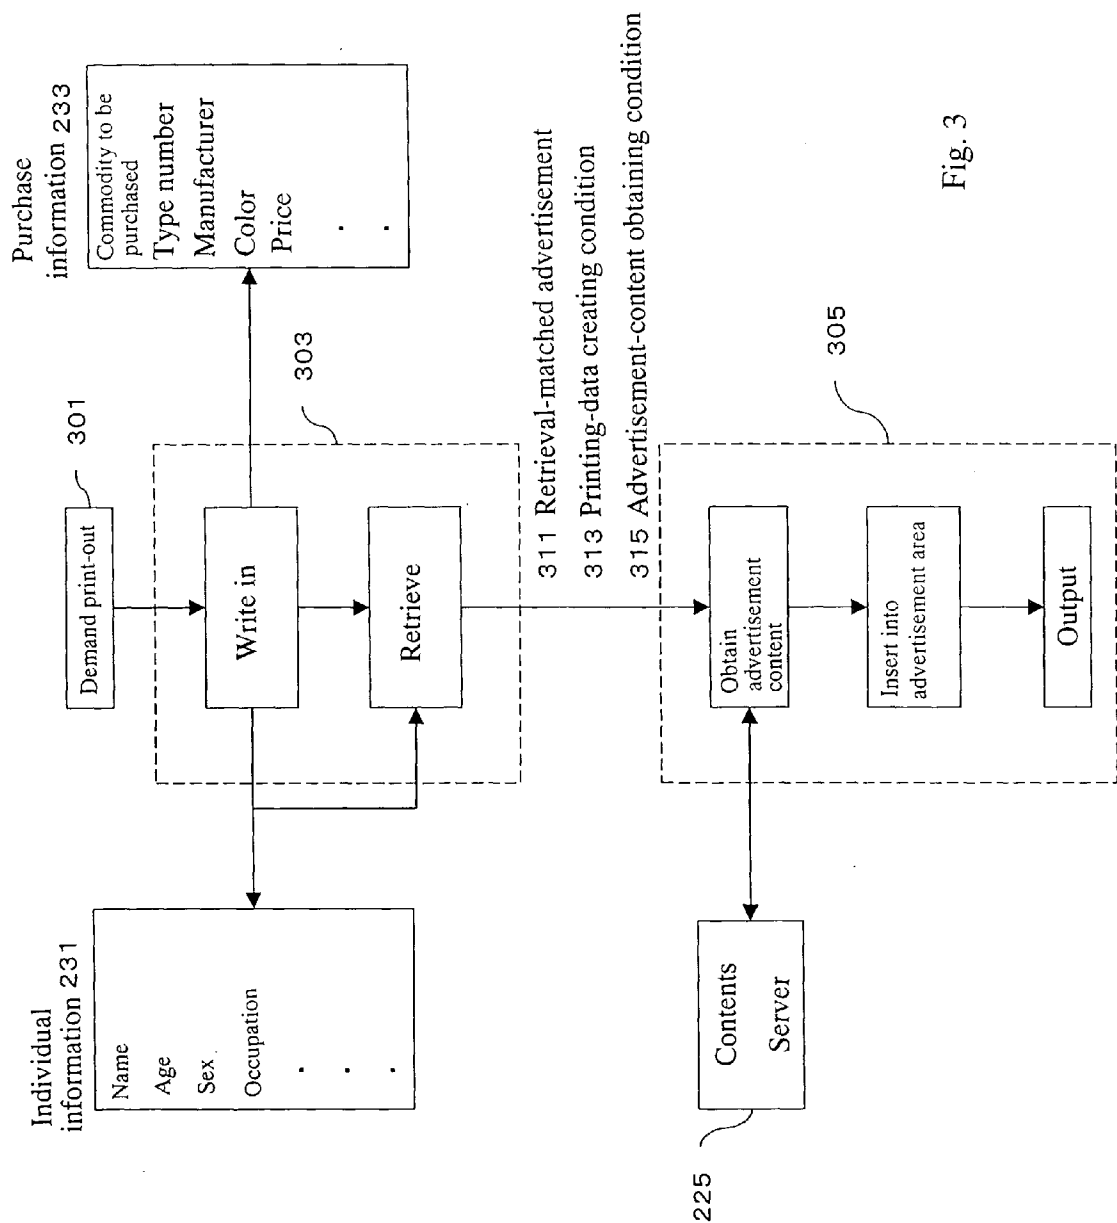 Individual
information 231
Name
Age
Sex
Occupation
Purchase
information 233
Commodity to be
purchased
Type number
Manufacturer
Color
Price
Demand print-out
301
Write in
Retrieve
303
311 Retrieval-matched advertisement
313 Printing-data creating condition
315 Advertisement-content obtaining condition
Contents
Server
225
Obtain
advertisement
content
Insert into
advertisement area
Output
305
Fig. 3